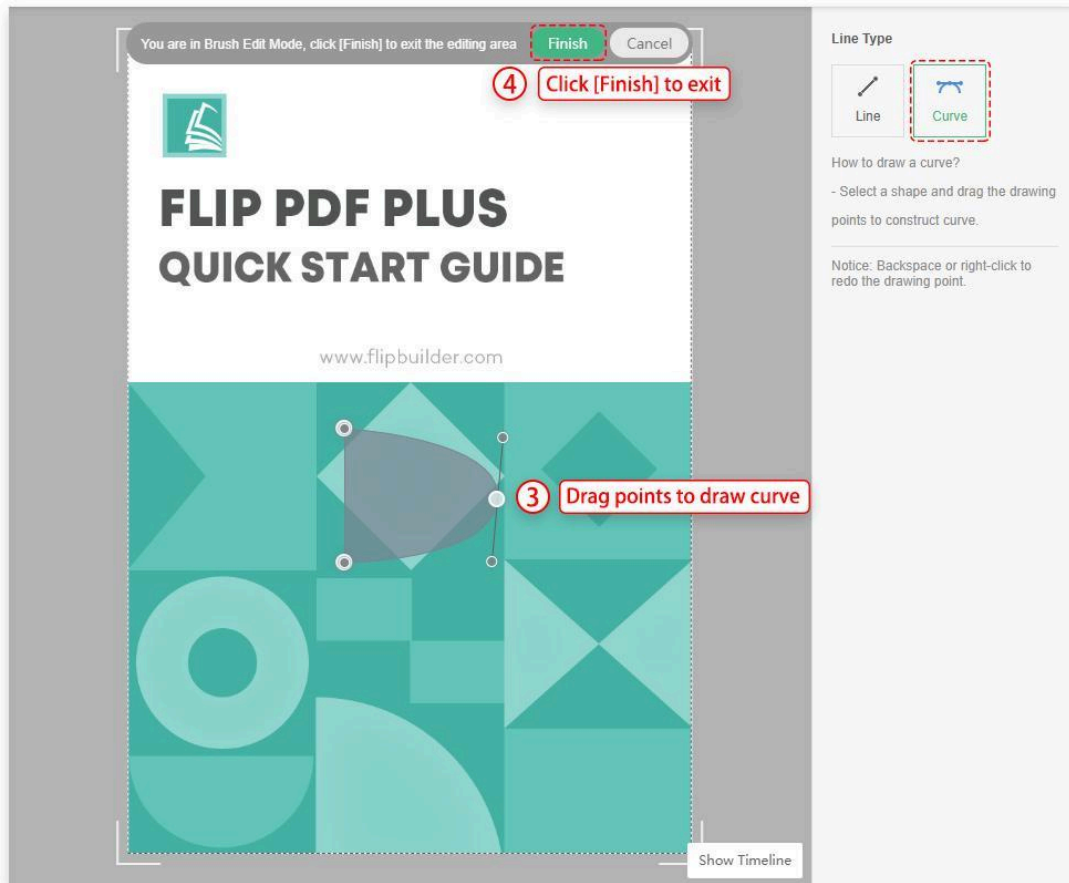 You are in Brush Edit Mode, click [Finish] to exit the editing area
Finish
Cancel
④ Click [Finish] to exit
FLIP PDF PLUS
QUICK START GUIDE
www.flipbuilder.com
③ Drag points to draw curve
Show Timeline
Line Type
Line
Curve
How to draw a curve?
- Select a shape and drag the drawing
points to construct curve.
Notice: Backspace or right-click to
redo the drawing point.